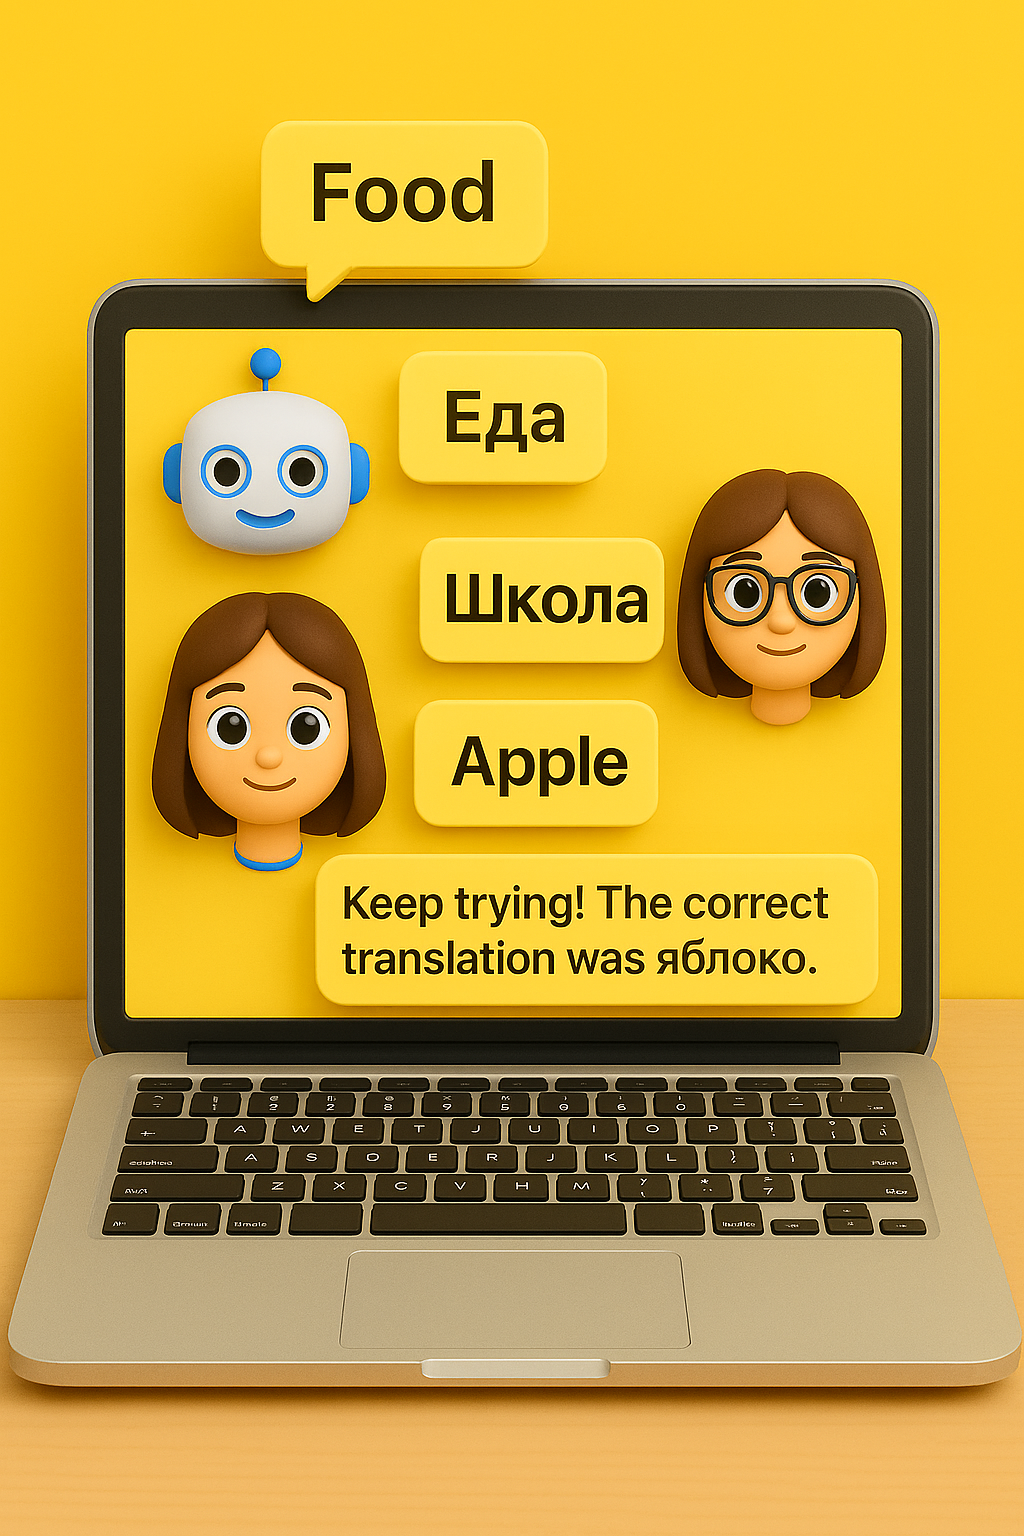 Food
Еда
Школа
Apple
Keep trying! The correct
translation was яблоко.
A W E T J U I O P
A S D E R J K L
Z X C V H M